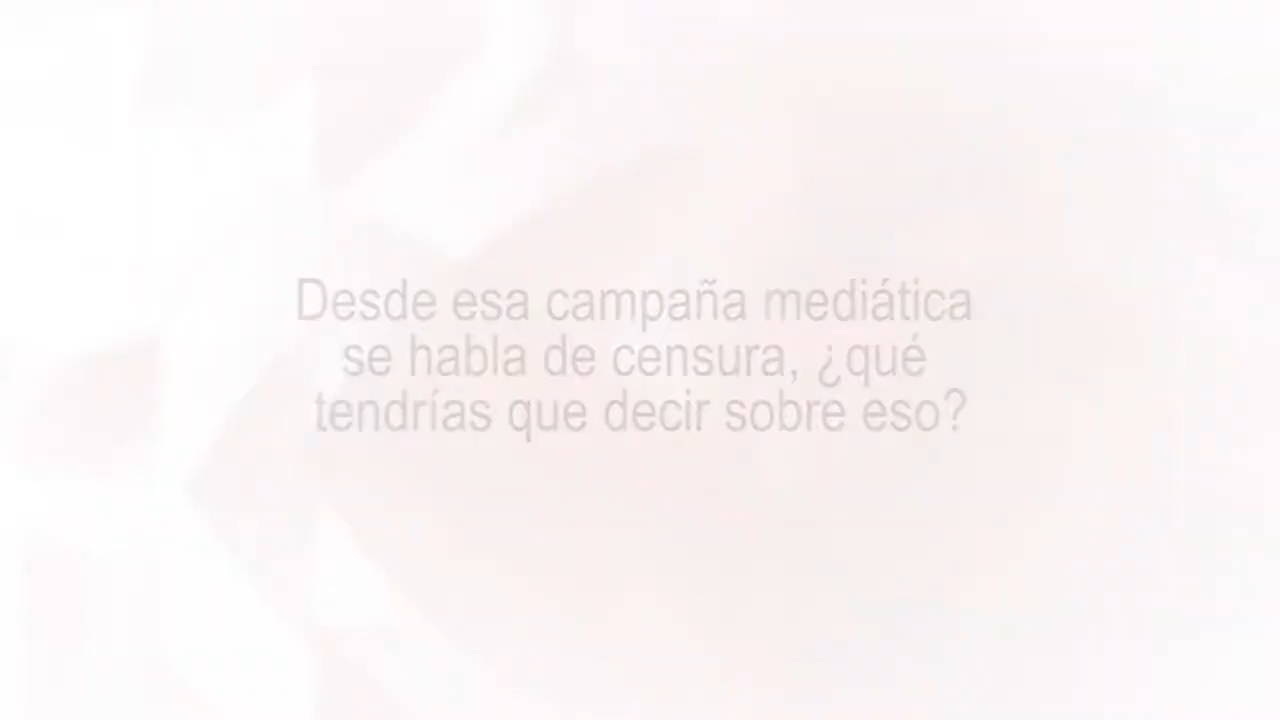 Desde esa campaña mediática
se habla de censura, ¿qué
tendrías que decir sobre eso?